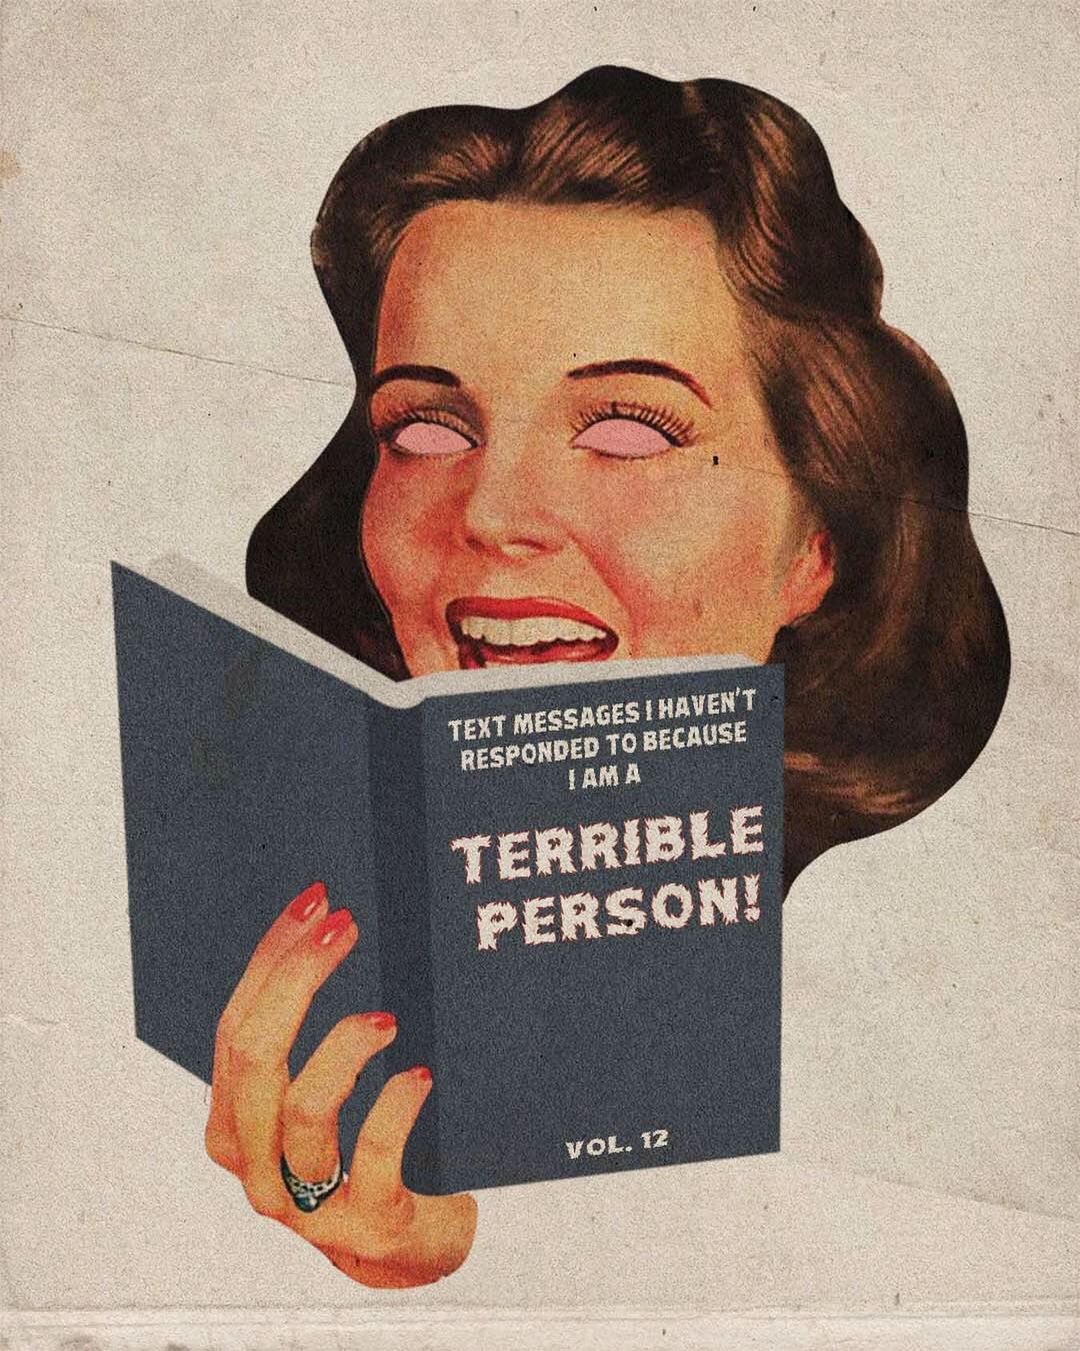 TEXT MESSAGES I HAVEN'T
RESPONDED TO BECAUSE
I AM A
TERRIBLE
PERSON!
VOL. 12